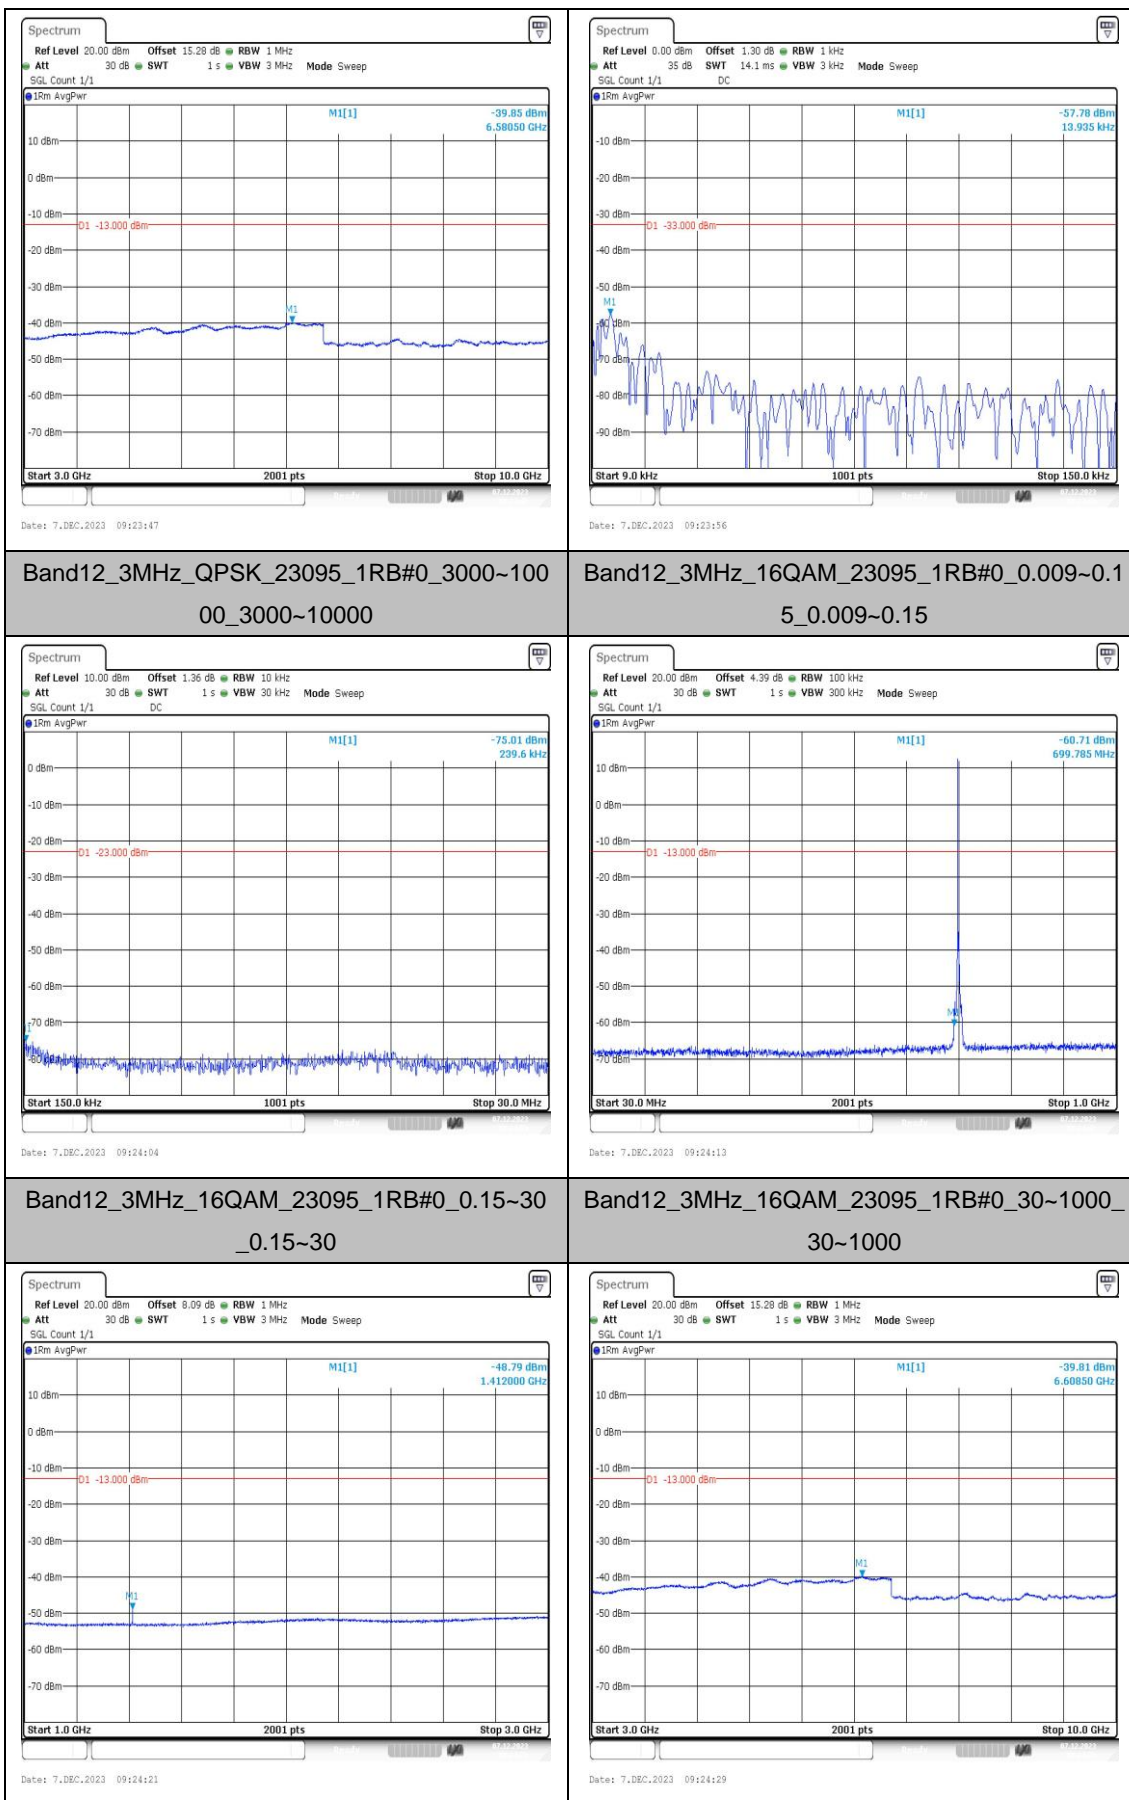 Spectrum
Ref Level 20.00 dBm Offset 15.28 dB RBW 1 MHz
Att 30 dB SWT 1 s VBW 3 MHz Mode Sweep
SGL Count 1/1
1Rm AvgPwr
M1[1] -39.85 dBm
6.58050 GHz
10 dBm
0 dBm
-10 dBm
D1 -13.000 dBm
-20 dBm
-30 dBm
M1
-40 dBm
-50 dBm
-60 dBm
-70 dBm
Start 3.0 GHz 2001 pts Stop 10.0 GHz
Date: 7.DEC.2023 09:23:47
Spectrum
Ref Level 0.00 dBm Offset 1.30 dB RBW 1 kHz
Att 35 dB SWT 14.1 ms VBW 3 kHz Mode Sweep
SGL Count 1/1 DC
1Rm AvgPwr
M1[1] -57.78 dBm
13.935 kHz
-10 dBm
-20 dBm
-30 dBm
D1 -33.000 dBm
-40 dBm
-50 dBm
M1
-60 dBm
-70 dBm
-80 dBm
-90 dBm
Start 9.0 kHz 1001 pts Stop 150.0 kHz
Date: 7.DEC.2023 09:23:56
Band12_3MHz_QPSK_23095_1RB#0_3000~100
00_3000~10000
Band12_3MHz_16QAM_23095_1RB#0_0.009~0.1
5_0.009~0.15
Spectrum
Ref Level 10.00 dBm Offset 1.36 dB RBW 10 kHz
Att 30 dB SWT 1 s VBW 30 kHz Mode Sweep
SGL Count 1/1 DC
1Rm AvgPwr
M1[1] -75.01 dBm
239.6 kHz
0 dBm
-10 dBm
-20 dBm
D1 -23.000 dBm
-30 dBm
-40 dBm
-50 dBm
-60 dBm
-70 dBm
-80 dBm
Start 150.0 kHz 1001 pts Stop 30.0 MHz
Date: 7.DEC.2023 09:24:04
Spectrum
Ref Level 20.00 dBm Offset 4.39 dB RBW 100 kHz
Att 30 dB SWT 1 s VBW 300 kHz Mode Sweep
SGL Count 1/1
1Rm AvgPwr
M1[1] -60.71 dBm
699.785 MHz
10 dBm
0 dBm
-10 dBm
D1 -13.000 dBm
-20 dBm
-30 dBm
-40 dBm
-50 dBm
-60 dBm
M1
-70 dBm
Start 30.0 MHz 2001 pts Stop 1.0 GHz
Date: 7.DEC.2023 09:24:13
Band12_3MHz_16QAM_23095_1RB#0_0.15~30
_0.15~30
Band12_3MHz_16QAM_23095_1RB#0_30~1000_
30~1000
Spectrum
Ref Level 20.00 dBm Offset 8.09 dB RBW 1 MHz
Att 30 dB SWT 1 s VBW 3 MHz Mode Sweep
SGL Count 1/1
1Rm AvgPwr
M1[1] -48.79 dBm
1.412000 GHz
10 dBm
0 dBm
-10 dBm
D1 -13.000 dBm
-20 dBm
-30 dBm
-40 dBm
M1
-50 dBm
-60 dBm
-70 dBm
Start 1.0 GHz 2001 pts Stop 3.0 GHz
Date: 7.DEC.2023 09:24:21
Spectrum
Ref Level 20.00 dBm Offset 15.28 dB RBW 1 MHz
Att 30 dB SWT 1 s VBW 3 MHz Mode Sweep
SGL Count 1/1
1Rm AvgPwr
M1[1] -39.81 dBm
6.60850 GHz
10 dBm
0 dBm
-10 dBm
D1 -13.000 dBm
-20 dBm
-30 dBm
M1
-40 dBm
-50 dBm
-60 dBm
-70 dBm
Start 3.0 GHz 2001 pts Stop 10.0 GHz
Date: 7.DEC.2023 09:24:29